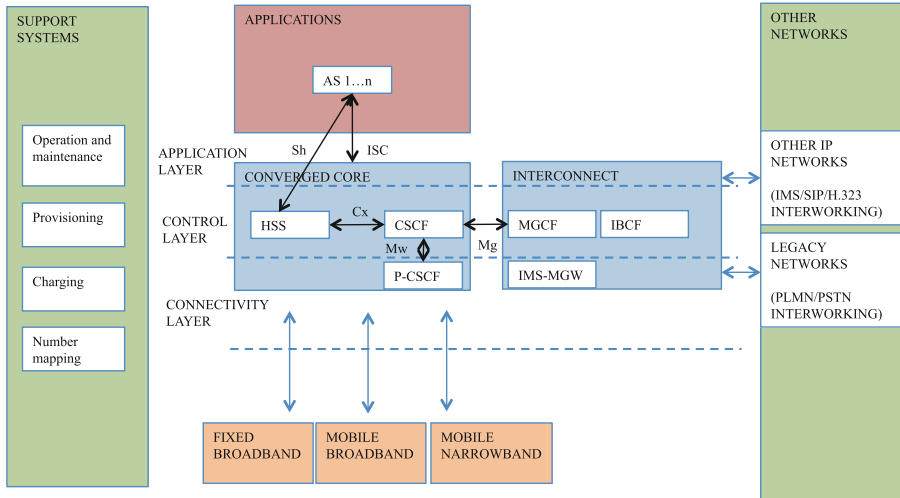 SUPPORT
SYSTEMS
Operation and
maintenance
Provisioning
Charging
Number
mapping
APPLICATIONS
AS 1…n
Sh
ISC
APPLICATION
LAYER
CONVERGED CORE
INTERCONNECT
CONTROL
LAYER
HSS
Cx
CSCF
Mg
MGCF
IBCF
Mw
P-CSCF
IMS-MGW
CONNECTIVITY
LAYER
FIXED
BROADBAND
MOBILE
BROADBAND
MOBILE
NARROWBAND
OTHER
NETWORKS
OTHER IP
NETWORKS
(IMS/SIP/H.323
INTERWORKING)
LEGACY
NETWORKS
(PLMN/PSTN
INTERWORKING)